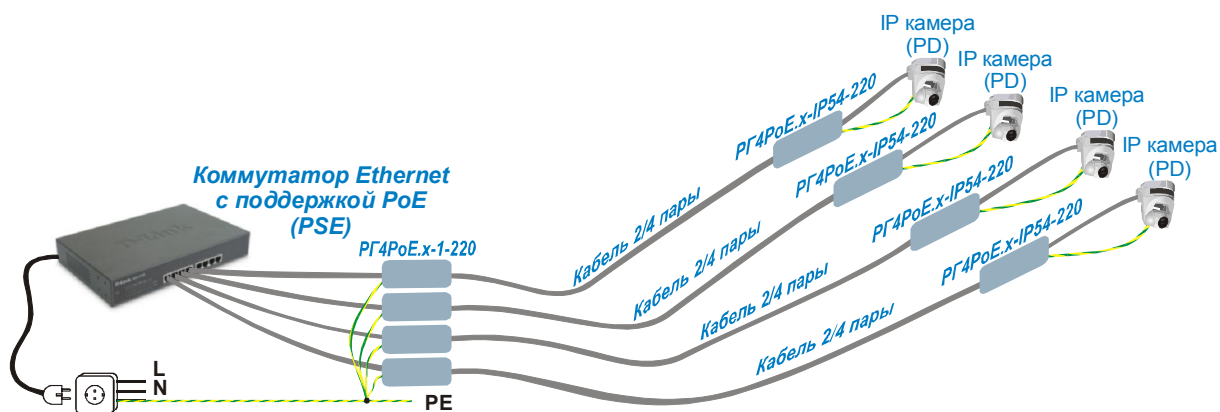 IP камера
(PD)
IP камера
(PD)
IP камера
(PD)
IP камера
(PD)
РГ4PoE.x-IP54-220
РГ4PoE.x-IP54-220
РГ4PoE.x-IP54-220
РГ4PoE.x-IP54-220
Коммутатор Ethernet
с поддержкой PoE
(PSE)
РГ4PoE.x-1-220
Кабель 2/4 пары
Кабель 2/4 пары
Кабель 2/4 пары
Кабель 2/4 пары
L
N
PE